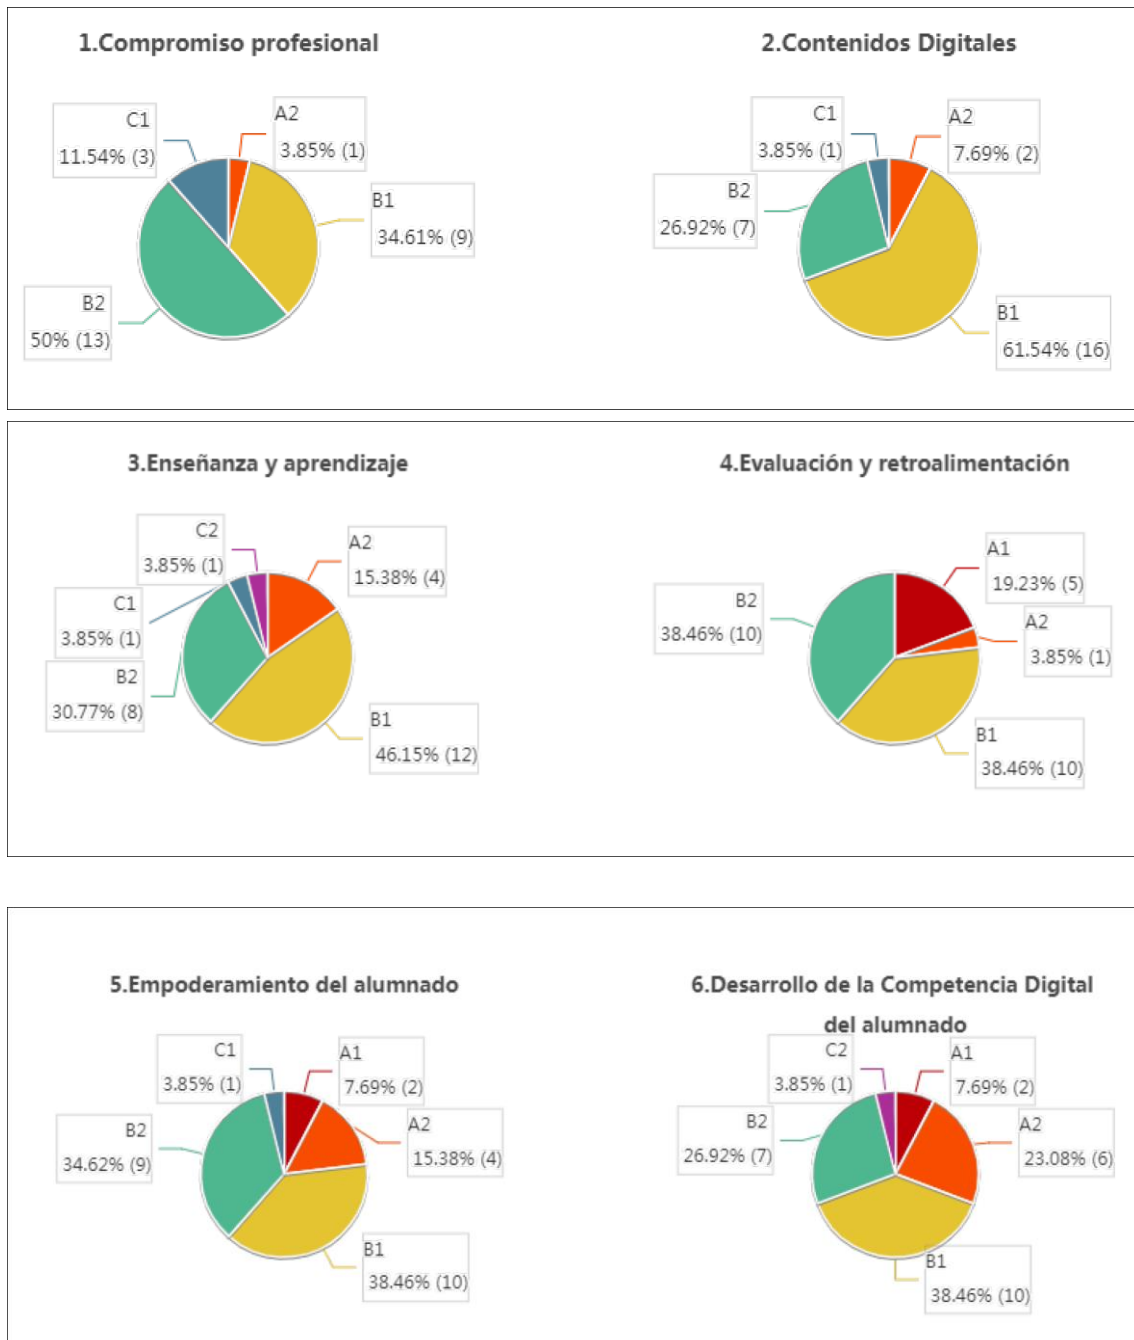 1.Compromiso profesional
C1
11.54% (3)
A2
3.85% (1)
B1
34.61% (9)
B2
50% (13)
2.Contenidos Digitales
C1
3.85% (1)
A2
7.69% (2)
B2
26.92% (7)
B1
61.54% (16)
3.Enseñanza y aprendizaje
C2
3.85% (1)
A2
15.38% (4)
C1
3.85% (1)
B2
30.77% (8)
B1
46.15% (12)
4.Evaluación y retroalimentación
A1
19.23% (5)
B2
38.46% (10)
A2
3.85% (1)
B1
38.46% (10)
5.Empoderamiento del alumnado
C1
3.85% (1)
A1
7.69% (2)
A2
15.38% (4)
B2
34.62% (9)
B1
38.46% (10)
6.Desarrollo de la Competencia Digital
del alumnado
C2
3.85% (1)
A1
7.69% (2)
B2
26.92% (7)
A2
23.08% (6)
B1
38.46% (10)